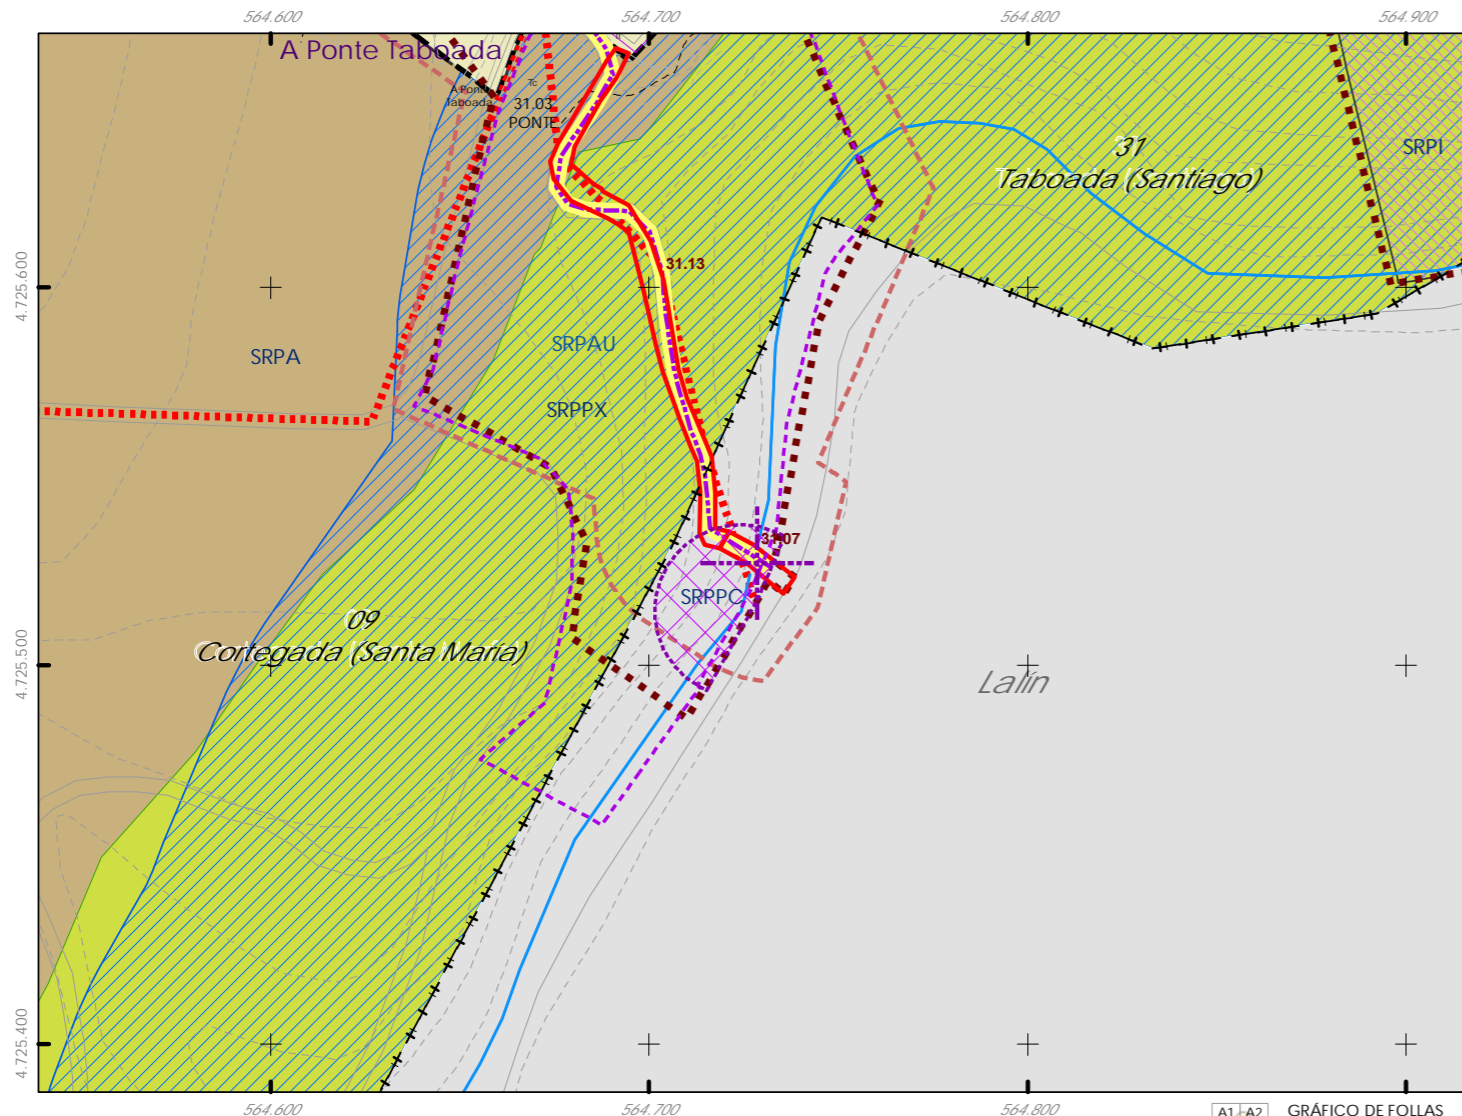 564.600
564.700
564.800
564.900
A Ponte Taboada
Tc
A Ponte
Taboada
31.03
PONTE
31
Taboada (Santiago)
SRPI
31.13
4.725.600
SRPA
SRPAU
SRPPX
31.07
SRPPC
09
Cortegada (Santa María)
4.725.500
Lalín
4.725.400
564.600
564.700
564.800
A1 A2
GRÁFICO DE FOLLAS